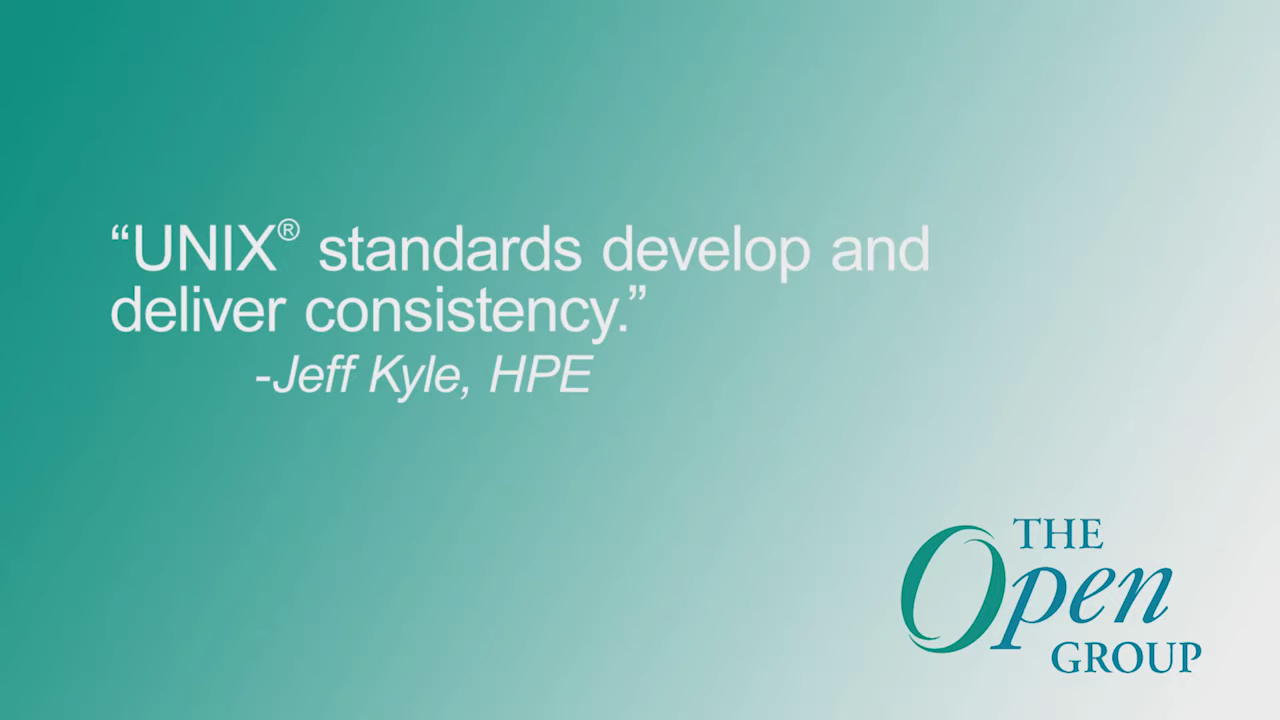 “UNIX® standards develop and
deliver consistency.”
-Jeff Kyle, HPE
THE
Open
GROUP